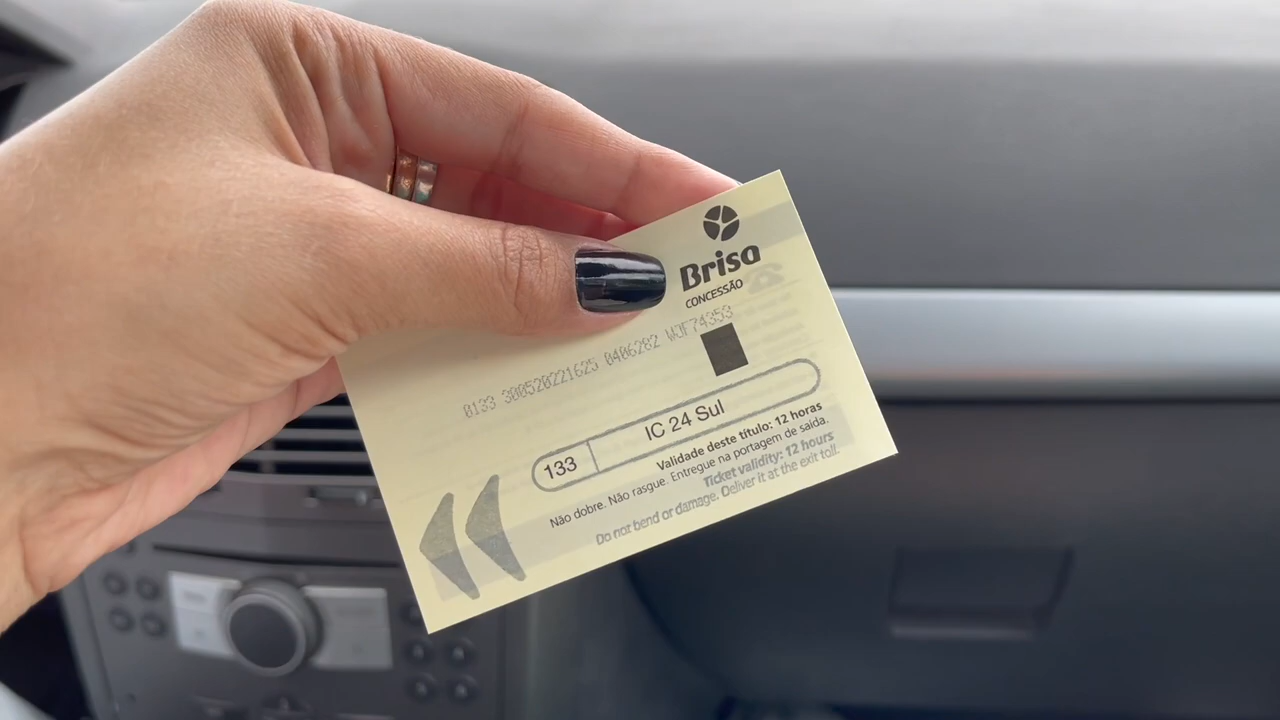 Brisa
CONCESSÃO
0133 300520221625 0406282 WJF74353
133 IC 24 Sul
Validade deste título: 12 horas
Não dobre. Não rasgue. Entregue na portagem de saída.
Ticket validity: 12 hours
Do not bend or damage. Deliver it at the exit toll.